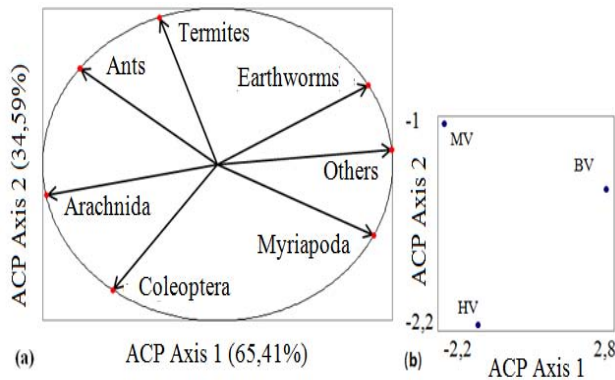 ACP Axis 2 (34,59%)
Termites
Ants
Earthworms
Others
Arachnida
Myriapoda
Coleoptera
(a)
ACP Axis 1 (65,41%)
ACP Axis 2
-1
MV
BV
HV
-2,2
-2,2
2,8
(b)
ACP Axis 1